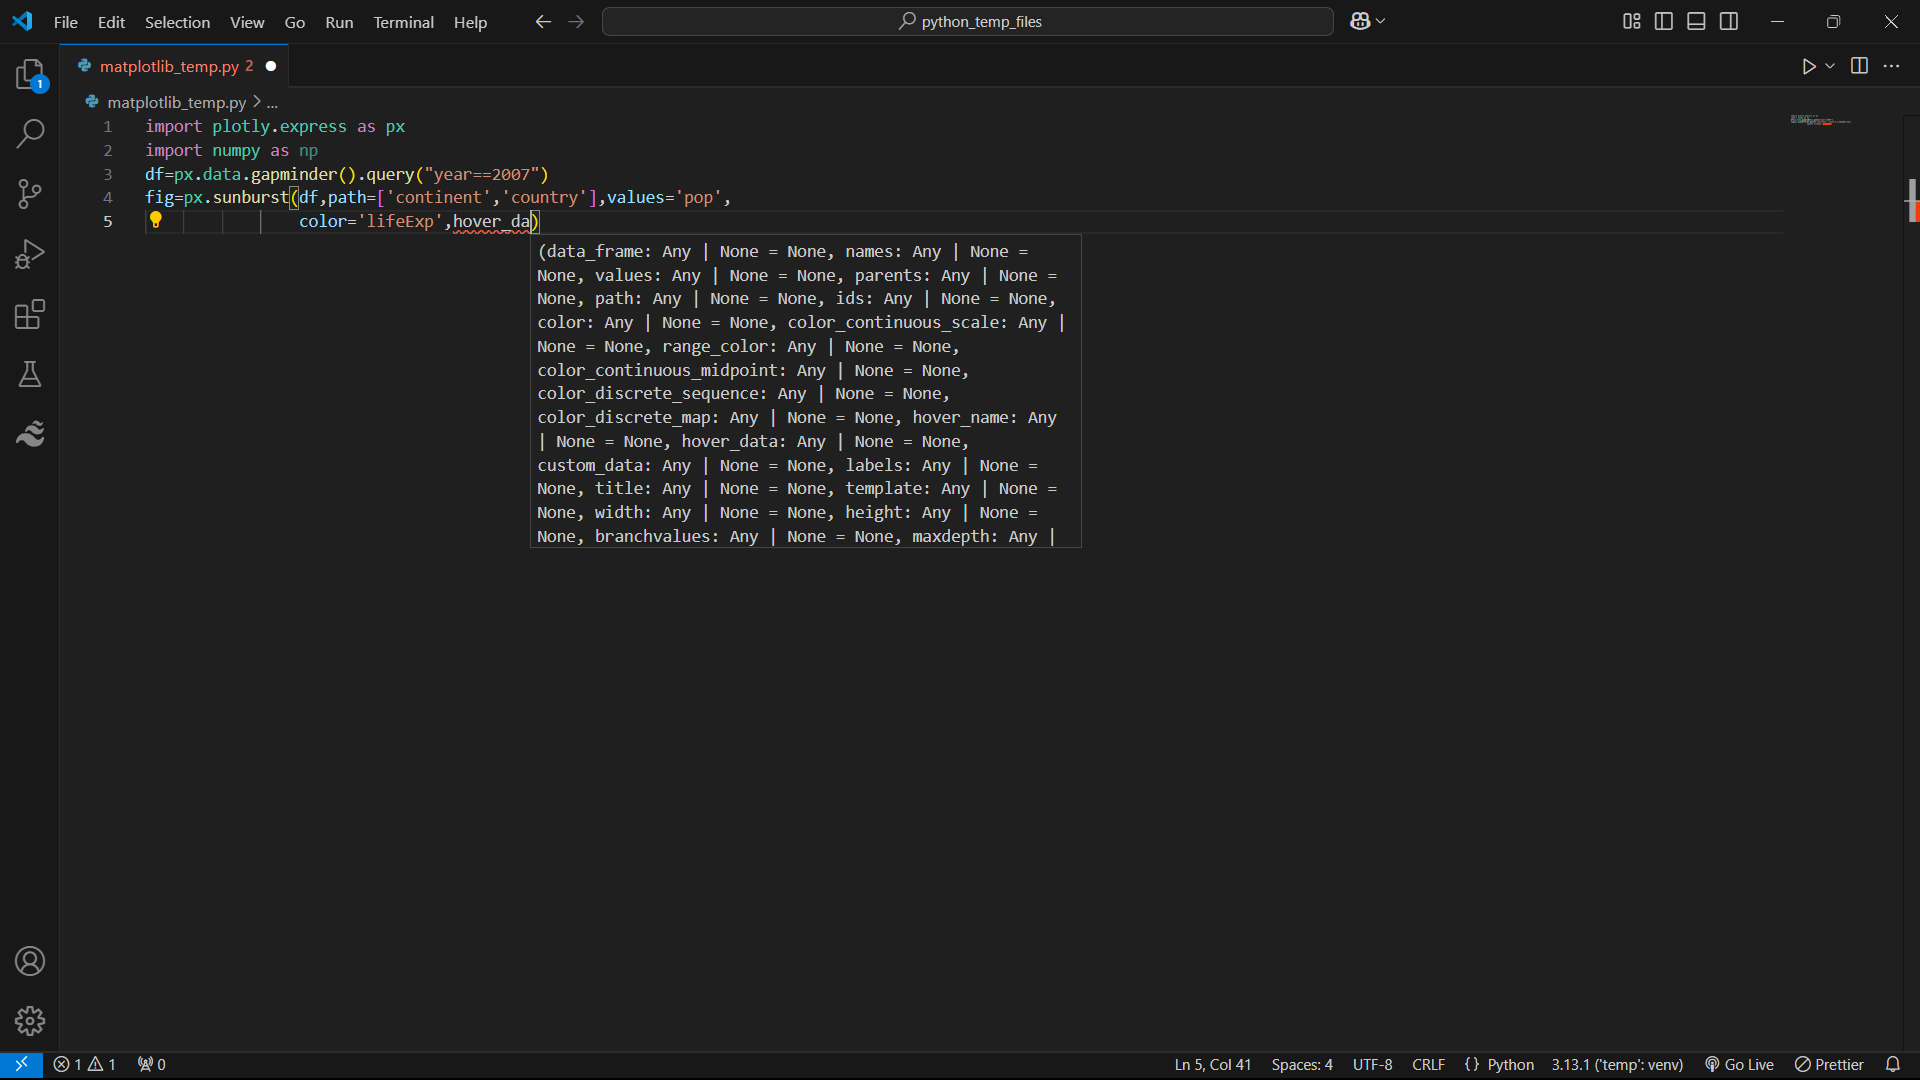 File Edit Selection View Go Run Terminal Help python_temp_files
matplotlib_temp.py 2
1
matplotlib_temp.py > ...
1 import plotly.express as px
2 import numpy as np
3 df=px.data.gapminder().query("year==2007")
4 fig=px.sunburst(df,path=['continent','country'],values='pop',
5 color='lifeExp',hover_da)
(data_frame: Any | None = None, names: Any | None =
None, values: Any | None = None, parents: Any | None =
None, path: Any | None = None, ids: Any | None = None,
color: Any | None = None, color_continuous_scale: Any |
None = None, range_color: Any | None = None,
color_continuous_midpoint: Any | None = None,
color_discrete_sequence: Any | None = None,
color_discrete_map: Any | None = None, hover_name: Any
| None = None, hover_data: Any | None = None,
custom_data: Any | None = None, labels: Any | None =
None, title: Any | None = None, template: Any | None =
None, width: Any | None = None, height: Any | None =
None, branchvalues: Any | None = None, maxdepth: Any |
1 1 0 Ln 5, Col 41 Spaces: 4 UTF-8 CRLF {} Python 3.13.1 ('temp': venv) Go Live Prettier